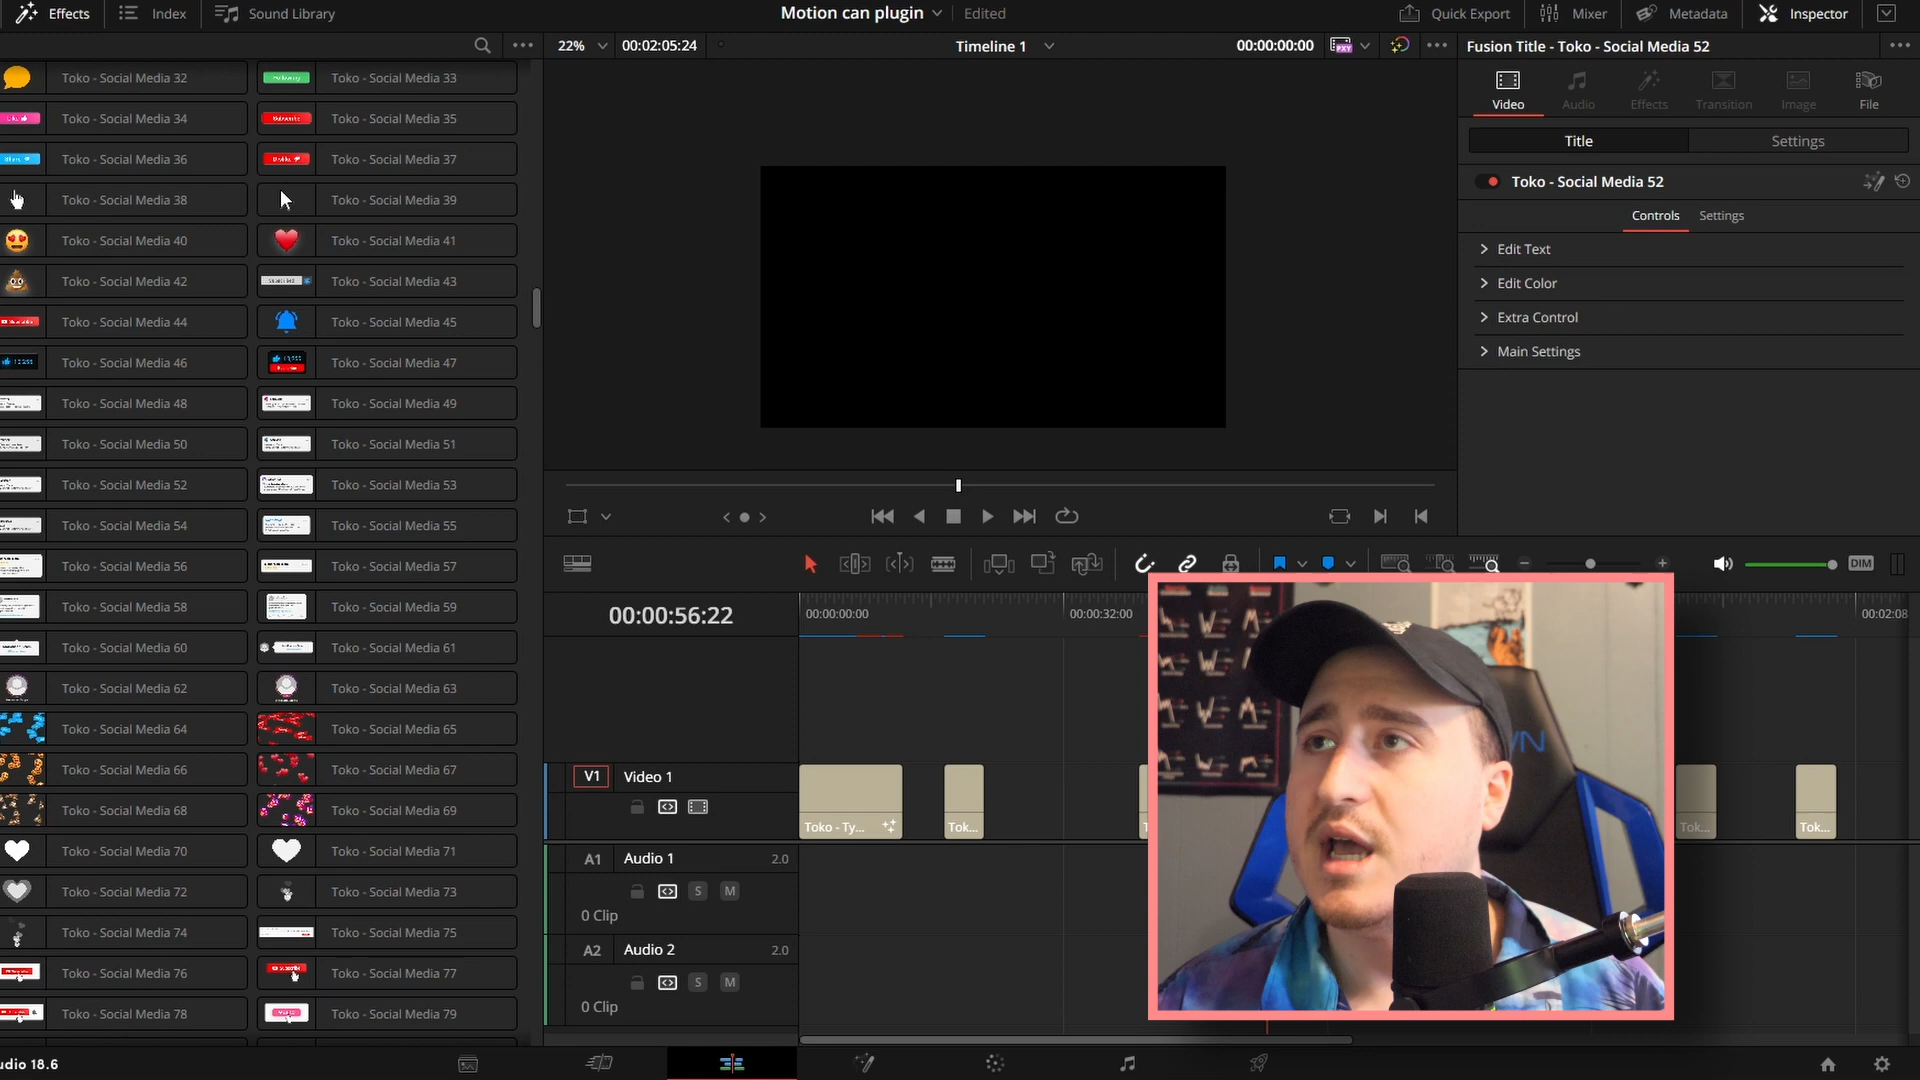 Effects
Index
Sound Library
Motion can plugin
Edited
Quick Export
Mixer
Metadata
Inspector
22%
00:02:05:24
Timeline 1
00:00:00:00
Fusion Title - Toko - Social Media 52
Toko - Social Media 32
Toko - Social Media 33
Toko - Social Media 34
Toko - Social Media 35
Toko - Social Media 36
Toko - Social Media 37
Toko - Social Media 38
Toko - Social Media 39
Toko - Social Media 40
Toko - Social Media 41
Toko - Social Media 42
Toko - Social Media 43
Toko - Social Media 44
Toko - Social Media 45
Toko - Social Media 46
Toko - Social Media 47
Toko - Social Media 48
Toko - Social Media 49
Toko - Social Media 50
Toko - Social Media 51
Toko - Social Media 52
Toko - Social Media 53
Toko - Social Media 54
Toko - Social Media 55
Toko - Social Media 56
Toko - Social Media 57
Toko - Social Media 58
Toko - Social Media 59
Toko - Social Media 60
Toko - Social Media 61
Toko - Social Media 62
Toko - Social Media 63
Toko - Social Media 64
Toko - Social Media 65
Toko - Social Media 66
Toko - Social Media 67
Toko - Social Media 68
Toko - Social Media 69
Toko - Social Media 70
Toko - Social Media 71
Toko - Social Media 72
Toko - Social Media 73
Toko - Social Media 74
Toko - Social Media 75
Toko - Social Media 76
Toko - Social Media 77
Toko - Social Media 78
Toko - Social Media 79
Video
Audio
Effects
Transition
Image
File
Title
Settings
Toko - Social Media 52
Controls
Settings
Edit Text
Edit Color
Extra Control
Main Settings
DIM
00:00:56:22
00:00:00:00
00:00:32:00
00:02:08
V1
Video 1
Toko - Ty...
Tok...
Tok...
Tok...
A1
Audio 1
2.0
S
M
0 Clip
A2
Audio 2
2.0
S
M
0 Clip
udio 18.6